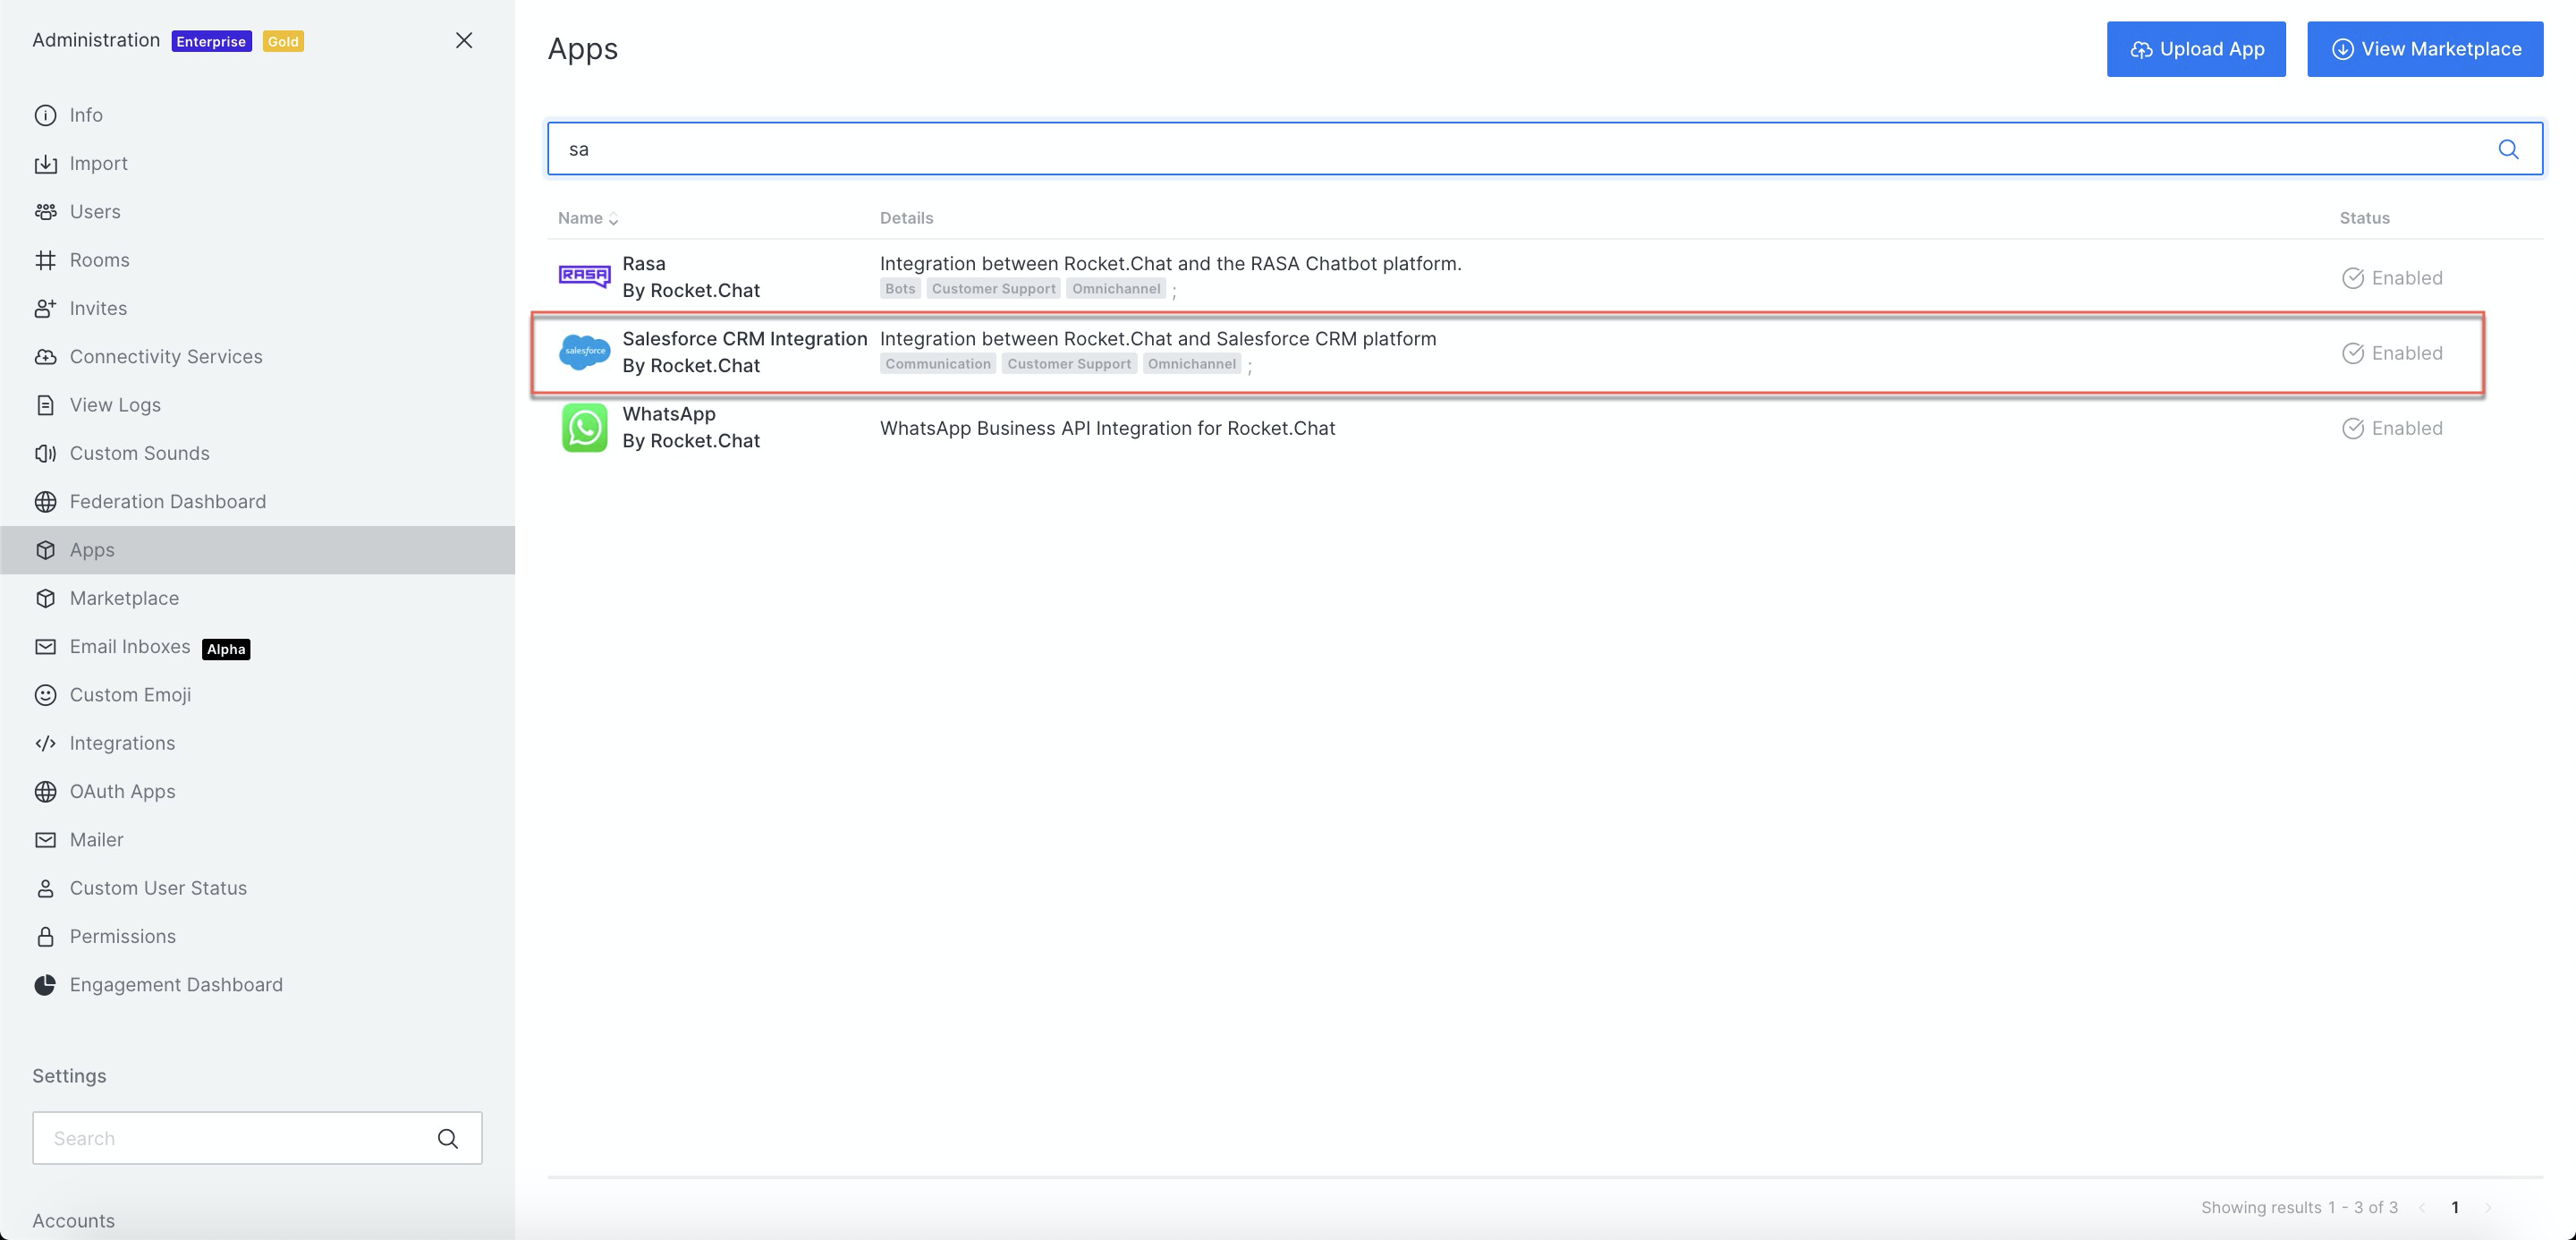 Administration Enterprise Gold
Info
Import
Users
Rooms
Invites
Connectivity Services
View Logs
Custom Sounds
Federation Dashboard
Apps
Marketplace
Email Inboxes Alpha
Custom Emoji
Integrations
OAuth Apps
Mailer
Custom User Status
Permissions
Engagement Dashboard
Settings
Search
Accounts
Apps
Upload App
View Marketplace
sa
Name Details Status
RASA
Rasa
By Rocket.Chat
Integration between Rocket.Chat and the RASA Chatbot platform.
Bots Customer Support Omnichannel ;
Enabled
salesforce
Salesforce CRM Integration
By Rocket.Chat
Integration between Rocket.Chat and Salesforce CRM platform
Communication Customer Support Omnichannel ;
Enabled
WhatsApp
By Rocket.Chat
WhatsApp Business API Integration for Rocket.Chat
Enabled
Showing results 1 - 3 of 3 < 1 >